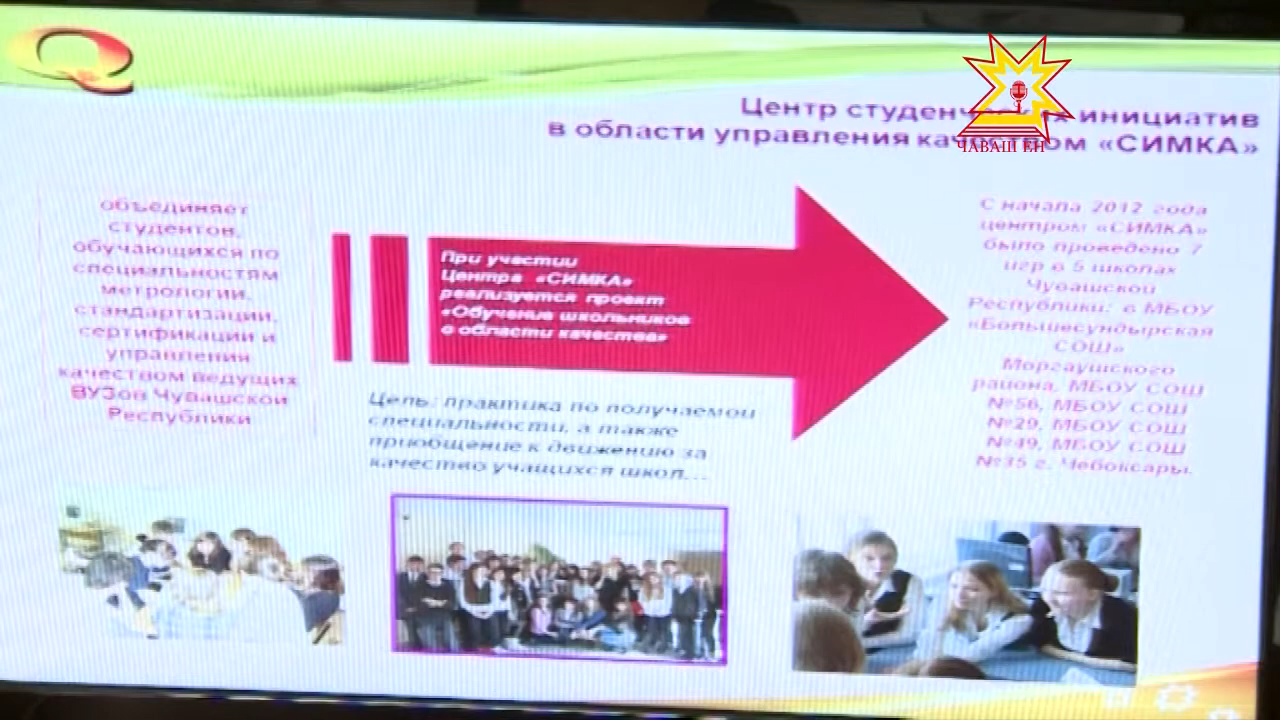 Центр студенческих инициатив
в области управления качеством «СИМКА»
ЧӐВАШ ЕН
объединяет
студентон,
обучающихся по
специальностям
метрологии,
стандартизации,
сертификации и
управления
качеством ведущих
ВУЗов Чувашской
Республики
При участии
Центра «СИМКА»
реализуется проект
«Обучение школьников
в области качества»
Цель: практика по получаемой
специальности, а также
приобщение к движению за
качество учащихся школ...
С начала 2012 года
центром «СИМКА»
было проведено 7
игр в 5 школах
Чувашской
Республики: в МБОУ
«Большесундырская
СОШ»
Моргаушского
района, МБОУ СОШ
№56, МБОУ СОШ
№29, МБОУ СОШ
№49, МБОУ СОШ
№35 г. Чебоксары.